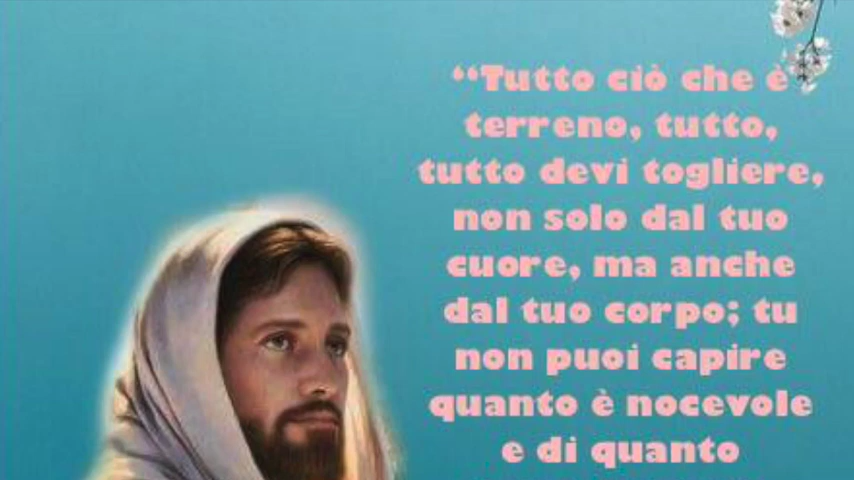 “Tutto ciò che è
terreno, tutto,
tutto devi togliere,
non solo dal tuo
cuore, ma anche
dal tuo corpo; tu
non puoi capire
quanto è nocevole
e di quanto